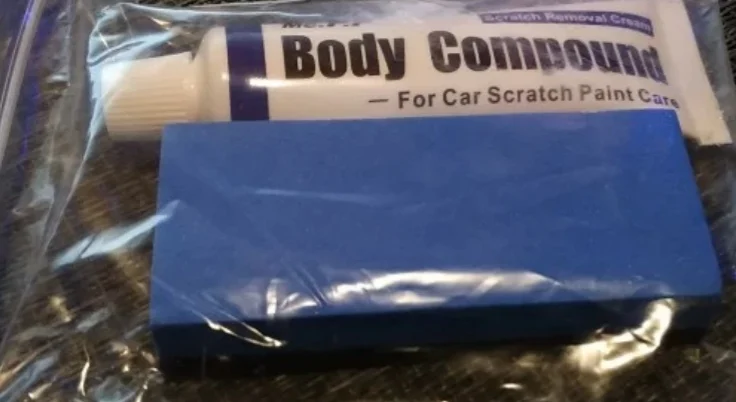 Scratch Removal Cream
Body Compound
— For Car Scratch Paint Care